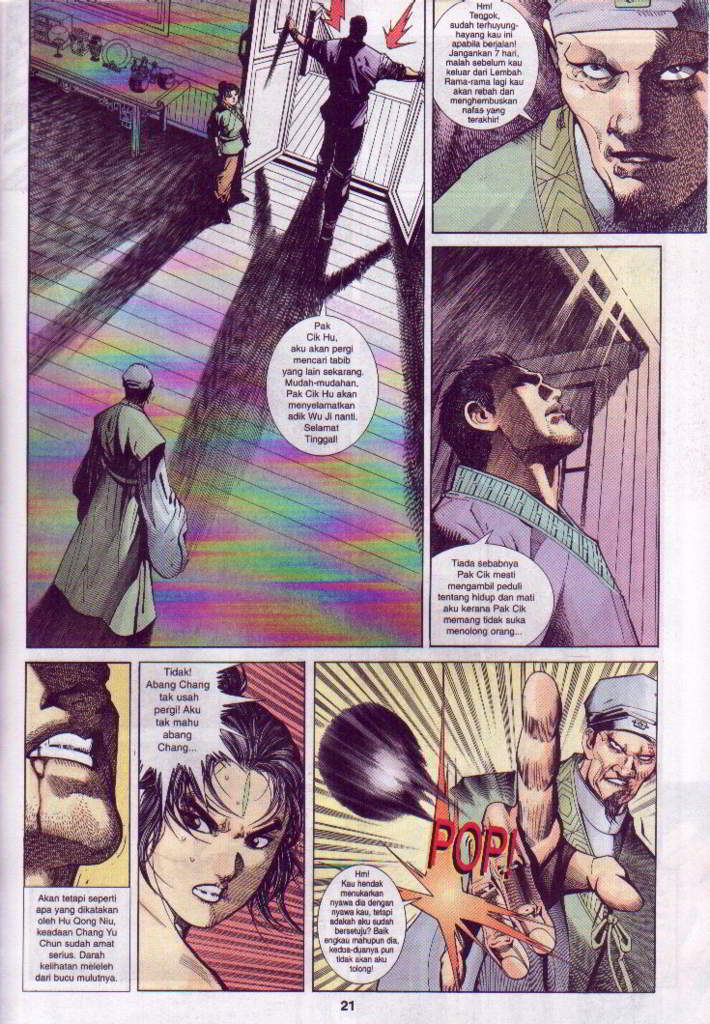 Pak
Cik Hu,
aku akan pergi
mencari tabib
yang lain sekarang.
Mudah-mudahan,
Pak Cik Hu akan
menyelamatkan
adik Wu Ji nanti.
Selamat
Tinggal!
Hm!
Tengok,
sudah terhuyung-
hayang kau ini
apabila berjalan!
Jangankan 7 hari,
malah sebelum kau
keluar dari Lembah
Rama-rama lagi kau
akan rebah dan
menghembuskan
nafas yang
terakhir!
Tiada sebabnya
Pak Cik mesti
mengambil peduli
tentang hidup dan mati
aku kerana Pak Cik
memang tidak suka
menolong orang...
Akan tetapi seperti
apa yang dikatakan
oleh Hu Qong Niu,
keadaan Chang Yu
Chun sudah amat
serius. Darah
kelihatan meleleh
dari bucu mulutnya.
Tidak!
Abang Chang
tak usah
pergi! Aku
tak mahu
abang
Chang...
POP!
Hm!
Kau hendak
menukarkan
nyawa dia dengan
nyawa kau, tetapi
adakah aku sudah
bersetuju? Baik
engkau mahupun dia,
kedua-duanya pun
tidak akan aku
tolong!
21